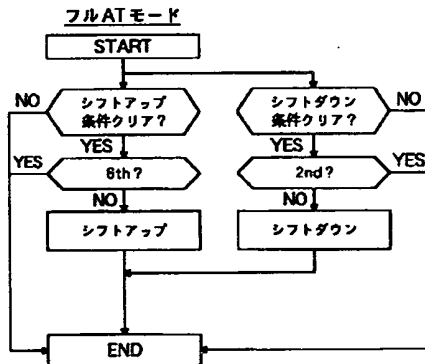 フルATモード
START
シフトアップ
条件クリア？
NO
YES
シフトダウン
条件クリア？
NO
YES
6th？
YES
NO
2nd？
YES
NO
シフトアップ
シフトダウン
END